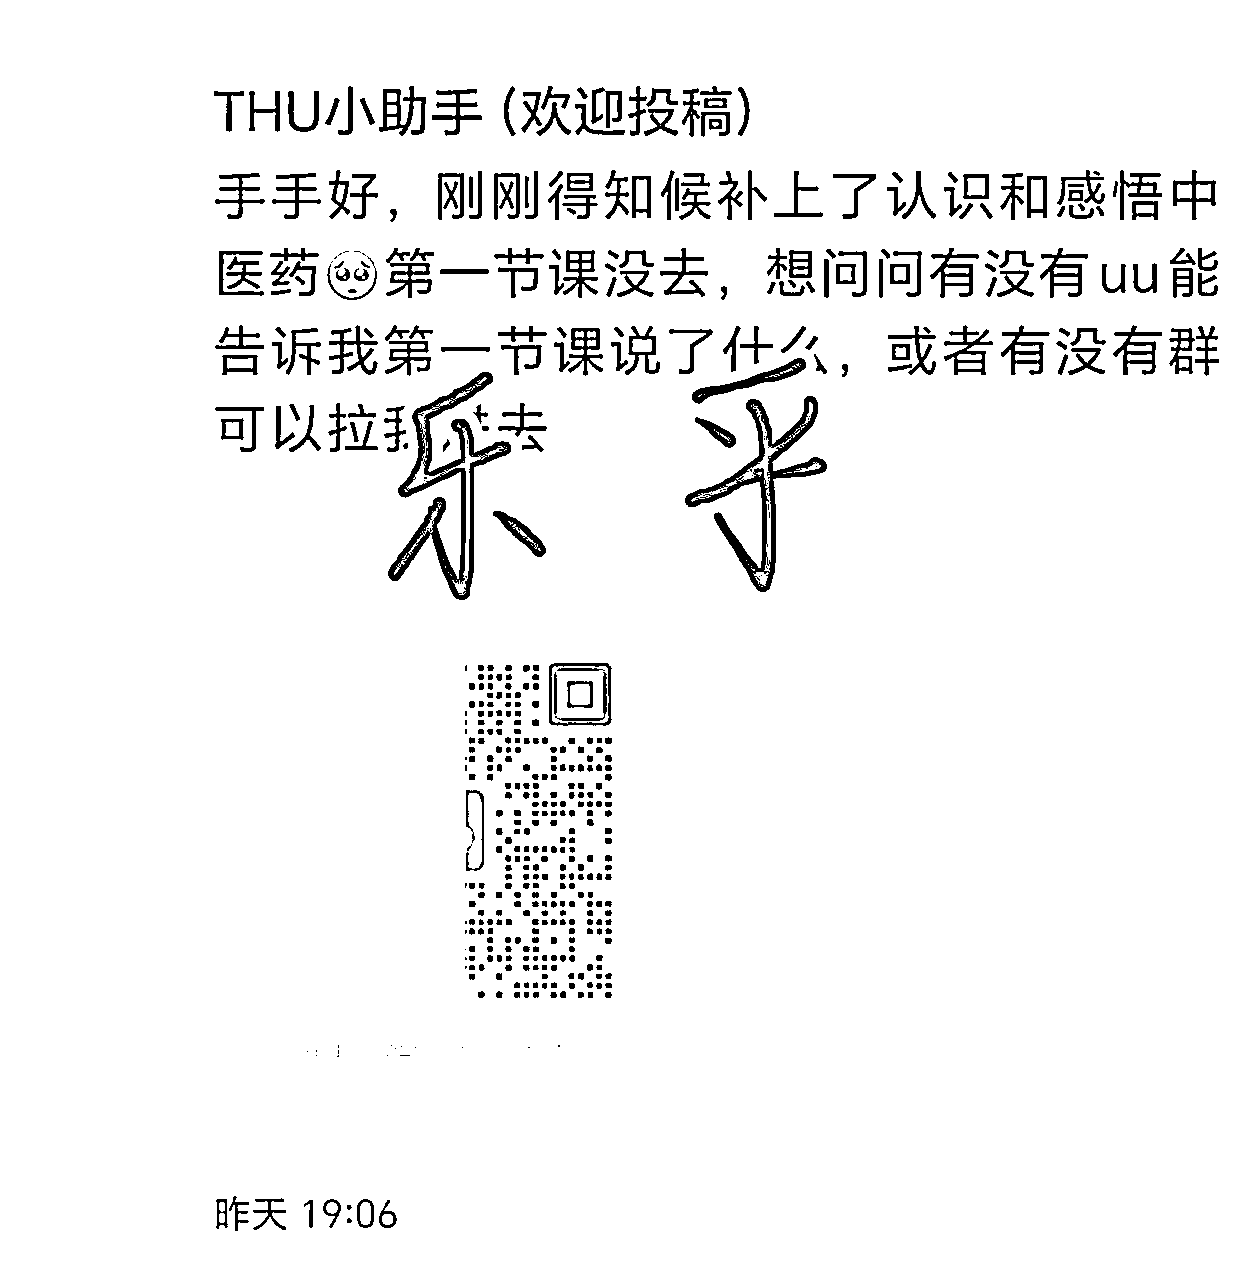 THU小助手 (欢迎投稿)
手手好，刚刚得知候补上了认识和感悟中
医药🥺第一节课没去，想问问有没有uu能
告诉我第一节课说了什么，或者有没有群
可以拉我进去
乐 乎
昨天 19:06